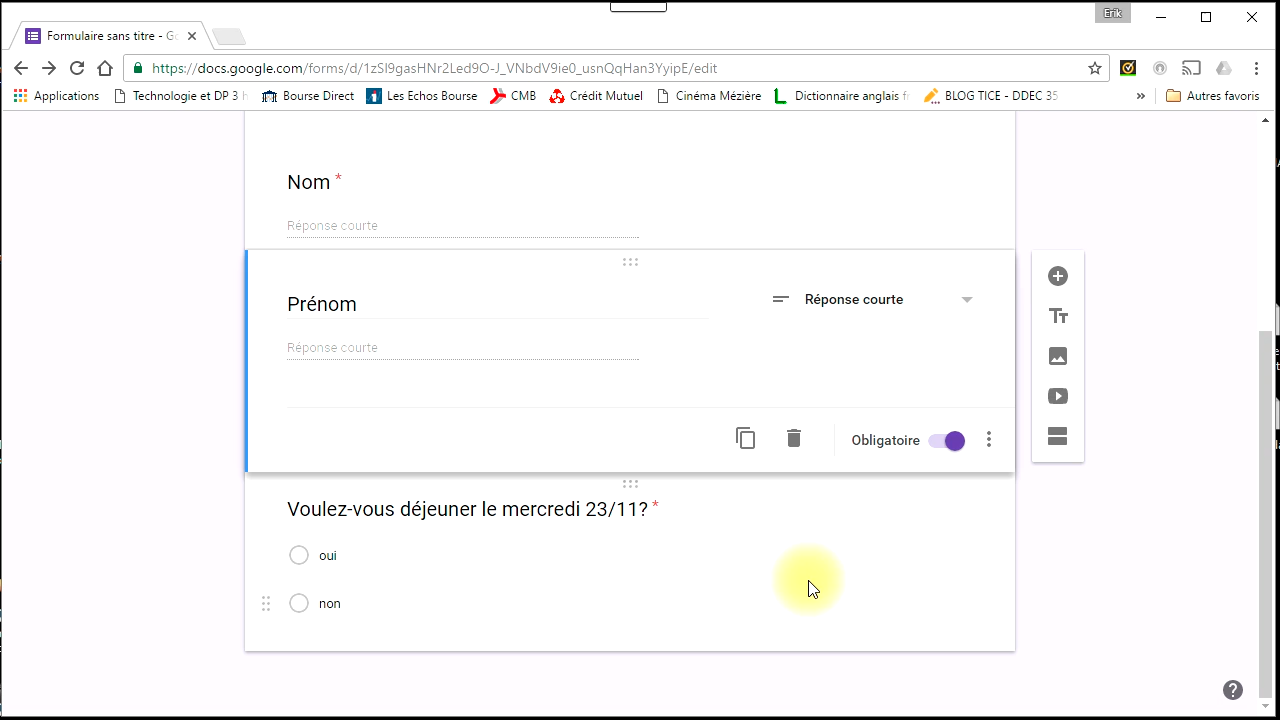 Erik
Formulaire sans titre - Go
https://docs.google.com/forms/d/1zSI9gasHNr2Led9O-J_VNbdV9ie0_usnQqHan3YyipE/edit
Applications Technologie et DP 3 Bourse Direct Les Echos Bourse CMB Crédit Mutuel Cinéma Mézière Dictionnaire anglais BLOG TICE - DDEC 35 » Autres favoris
Nom *
Réponse courte
Prénom
Réponse courte
Réponse courte
Obligatoire
Voulez-vous déjeuner le mercredi 23/11? *
oui
non